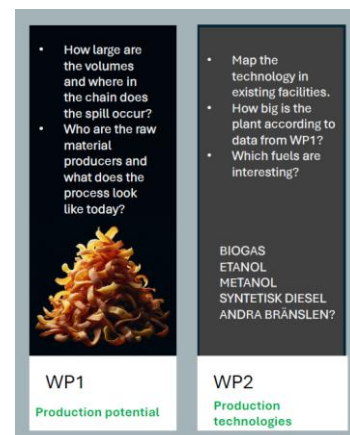 • How large are
the volumes
and where in
the chain does
the spill occur?
• Who are the raw
material
producers and
what does the
process look
like today?
WP1
Production potential
• Map the
technology in
existing facilities.
• How big is the
plant according to
data from WP1?
• Which fuels are
interesting?
BIOGAS
ETANOL
METANOL
SYNTETISK DIESEL
ANDRA BRÄNSLEN?
WP2
Production
technologies